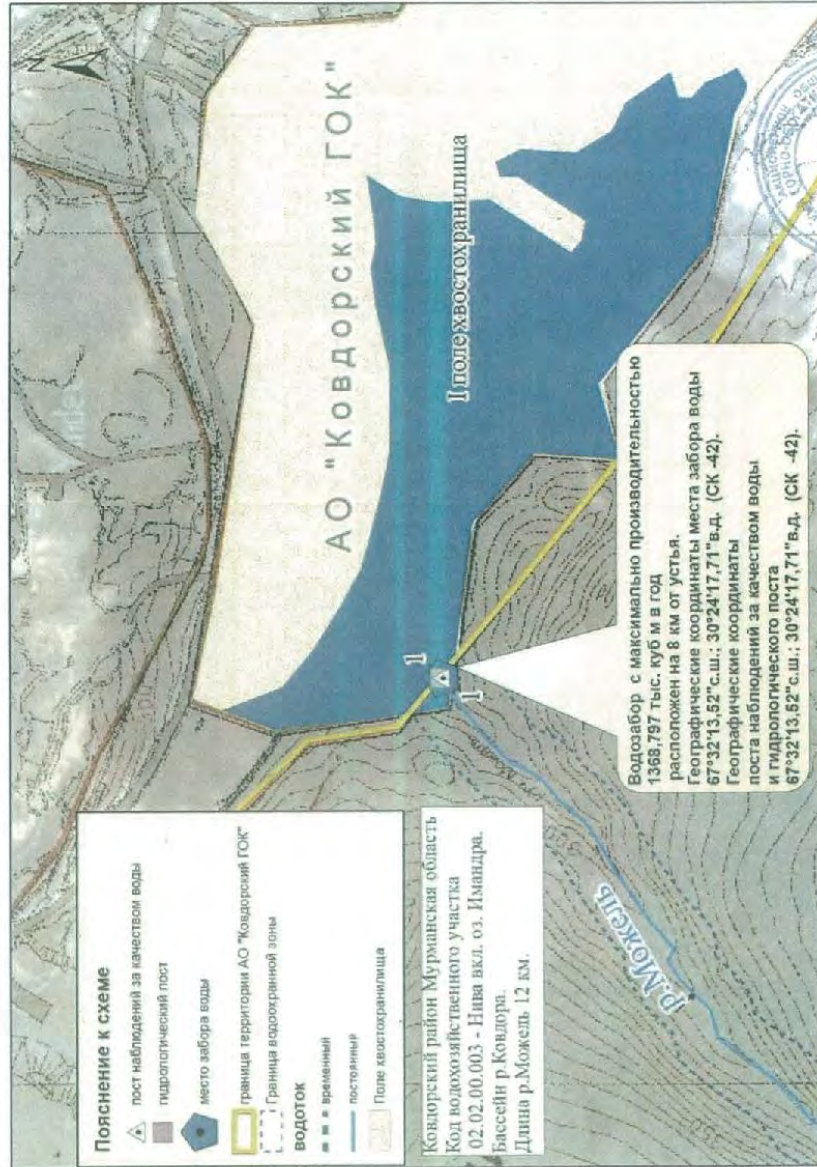 Пояснение к схеме
пост наблюдений за качеством воды
гидрологический пост
место забора воды
граница территории АО "Ковдорский ГОК"
Граница водоохранной зоны
водоток
временный
постоянный
Поле хвостохранилища
Ковдорский район Мурманская область
Код водохозяйственного участка
02.02.00.003 - Нива вкл. оз. Имандра.
Бассейн р.Ковдора.
Длина р.Можель 12 км.
N
АО "Ковдорский ГОК"
I поле хвостохранилища
1
1
р.Можель
Водозабор с максимально производительностью
1368,797 тыс. куб м в год
расположен на 8 км от устья.
Географические координаты места забора воды
67°32'13,52"с.ш.; 30°24'17,71"в.д. (СК -42).
Географические координаты
поста наблюдений за качеством воды
и гидрологического поста
67°32'13,52"с.ш.; 30°24'17,71"в.д. (СК -42).